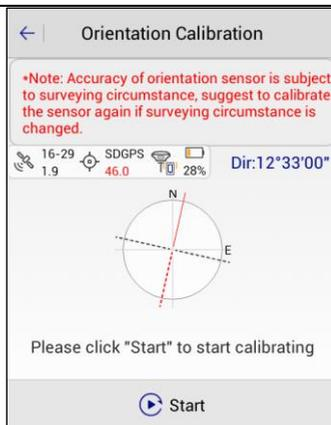 Orientation Calibration
*Note: Accuracy of orientation sensor is subject
to surveying circumstance, suggest to calibrate
the sensor again if surveying circumstance is
changed.
16-29 SDGPS Dir:12°33'00"
1.9 46.0 28%
N
E
Please click "Start" to start calibrating
Start